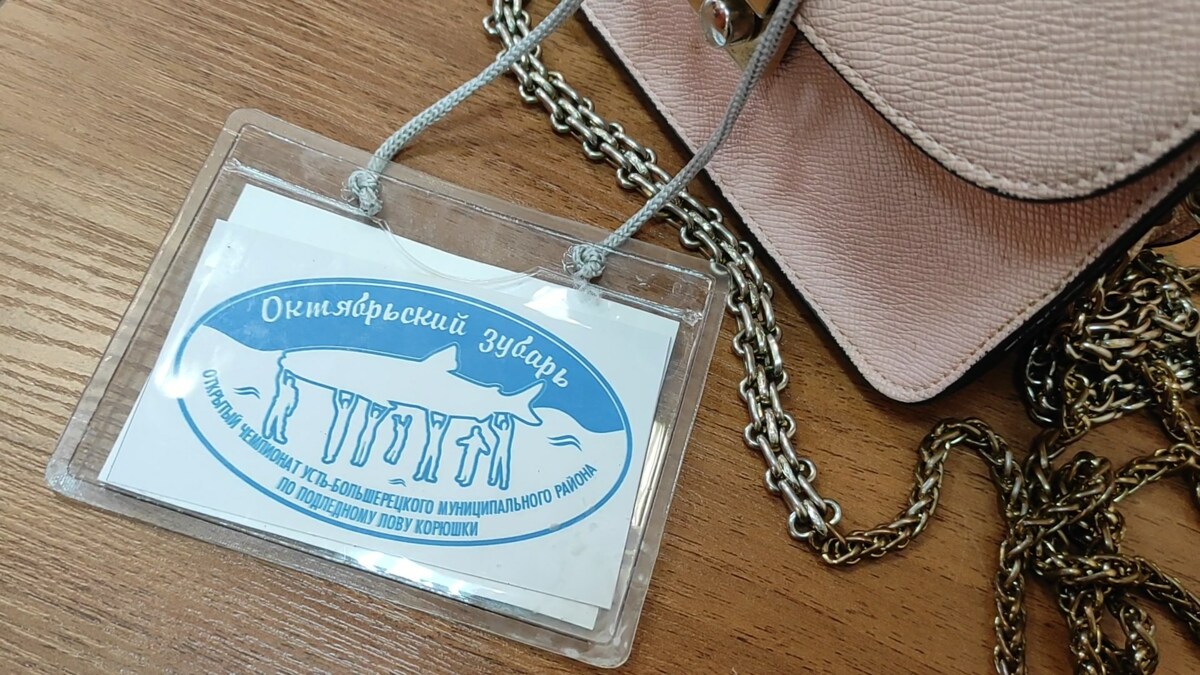 Октябрьский зубарь
ОТКРЫТЫЙ ЧЕМПИОНАТ УСТЬ-БОЛЬШЕРЕЦКОГО МУНИЦИПАЛЬНОГО РАЙОНА
ПО ПОДЛЕДНОМУ ЛОВУ КОРЮШКИ